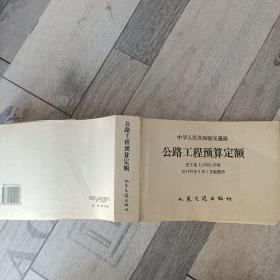 中华人民共和国交通部
公路工程预算定额
交工发[1992]65号
自1992年5月1日起施行
人民交通出版社
公路工程预算定额
人民交通出版社